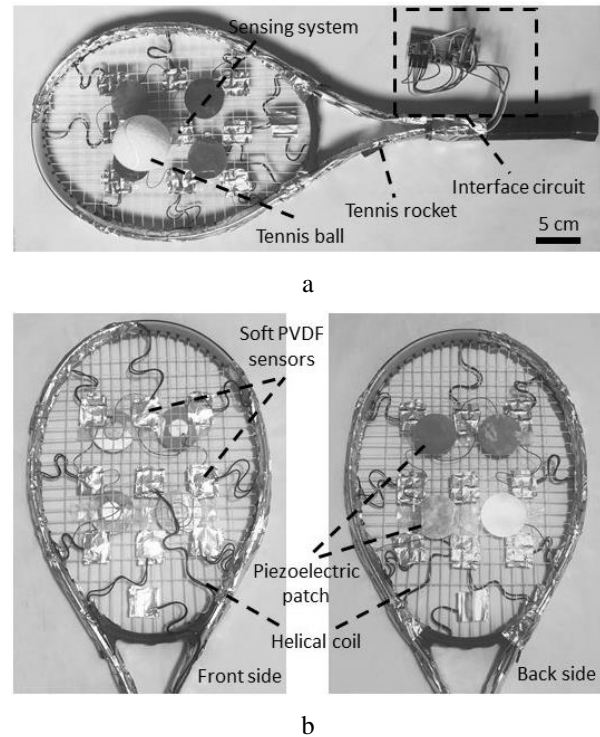 Sensing system
Interface circuit
Tennis rocket
Tennis ball
5 cm
a
Soft PVDF
sensors
Piezoelectric
patch
Helical coil
Front side
Back side
b